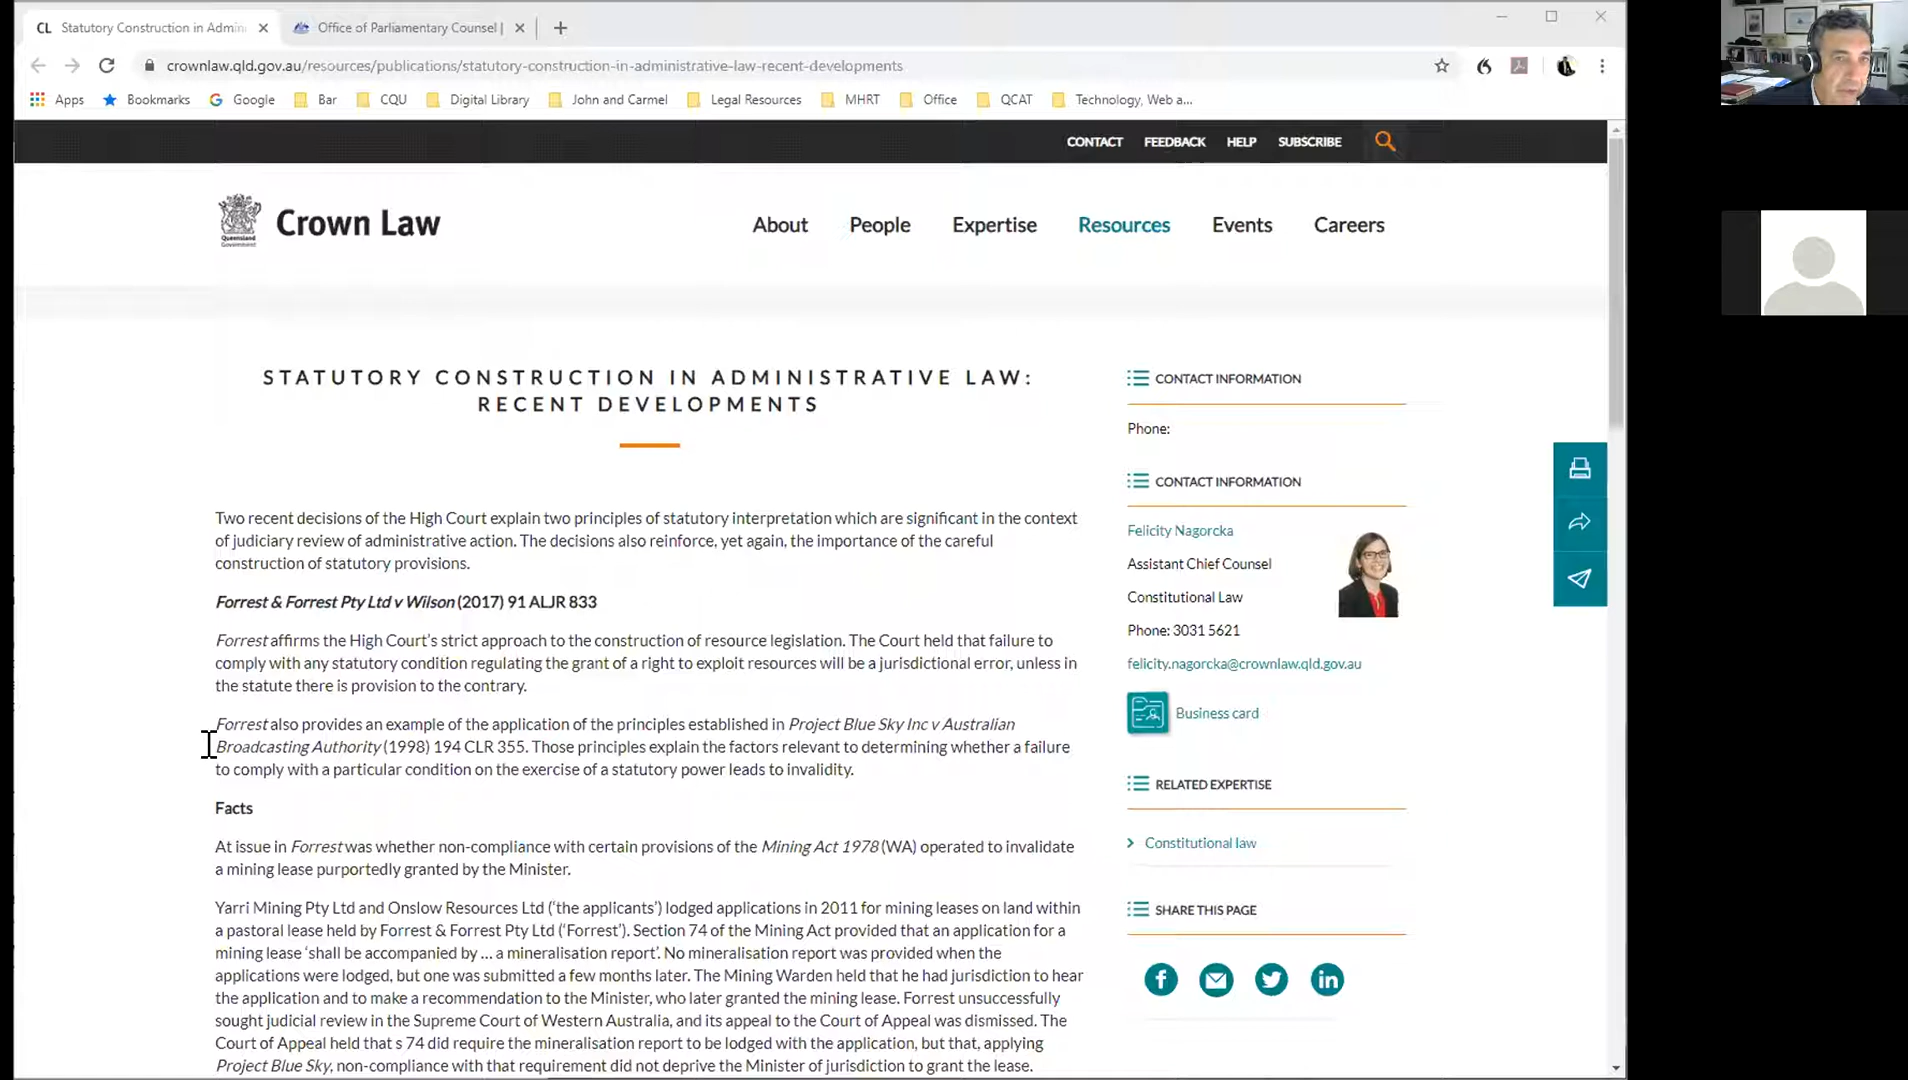 CL Statutory Construction in Admin
Office of Parliamentary Counsel |
crownlaw.qld.gov.au/resources/publications/statutory-construction-in-administrative-law-recent-developments
Apps Bookmarks Google Bar CQU Digital Library John and Carmel Legal Resources MHRT Office QCAT Technology, Web a...
CONTACT FEEDBACK HELP SUBSCRIBE
Queensland
Government
Crown Law
About People Expertise Resources Events Careers
STATUTORY CONSTRUCTION IN ADMINISTRATIVE LAW:
RECENT DEVELOPMENTS
Two recent decisions of the High Court explain two principles of statutory interpretation which are significant in the context
of judiciary review of administrative action. The decisions also reinforce, yet again, the importance of the careful
construction of statutory provisions.
Forrest & Forrest Pty Ltd v Wilson (2017) 91 ALJR 833
Forrest affirms the High Court's strict approach to the construction of resource legislation. The Court held that failure to
comply with any statutory condition regulating the grant of a right to exploit resources will be a jurisdictional error, unless in
the statute there is provision to the contrary.
Forrest also provides an example of the application of the principles established in Project Blue Sky Inc v Australian
Broadcasting Authority (1998) 194 CLR 355. Those principles explain the factors relevant to determining whether a failure
to comply with a particular condition on the exercise of a statutory power leads to invalidity.
Facts
At issue in Forrest was whether non-compliance with certain provisions of the Mining Act 1978 (WA) operated to invalidate
a mining lease purportedly granted by the Minister.
Yarri Mining Pty Ltd and Onslow Resources Ltd ('the applicants') lodged applications in 2011 for mining leases on land within
a pastoral lease held by Forrest & Forrest Pty Ltd ('Forrest'). Section 74 of the Mining Act provided that an application for a
mining lease 'shall be accompanied by ... a mineralisation report'. No mineralisation report was provided when the
applications were lodged, but one was submitted a few months later. The Mining Warden held that he had jurisdiction to hear
the application and to make a recommendation to the Minister, who later granted the mining lease. Forrest unsuccessfully
sought judicial review in the Supreme Court of Western Australia, and its appeal to the Court of Appeal was dismissed. The
Court of Appeal held that s 74 did require the mineralisation report to be lodged with the application, but that, applying
Project Blue Sky, non-compliance with that requirement did not deprive the Minister of jurisdiction to grant the lease.
CONTACT INFORMATION
Phone:
CONTACT INFORMATION
Felicity Nagorcka
Assistant Chief Counsel
Constitutional Law
Phone: 3031 5621
felicity.nagorcka@crownlaw.qld.gov.au
Business card
RELATED EXPERTISE
Constitutional law
SHARE THIS PAGE